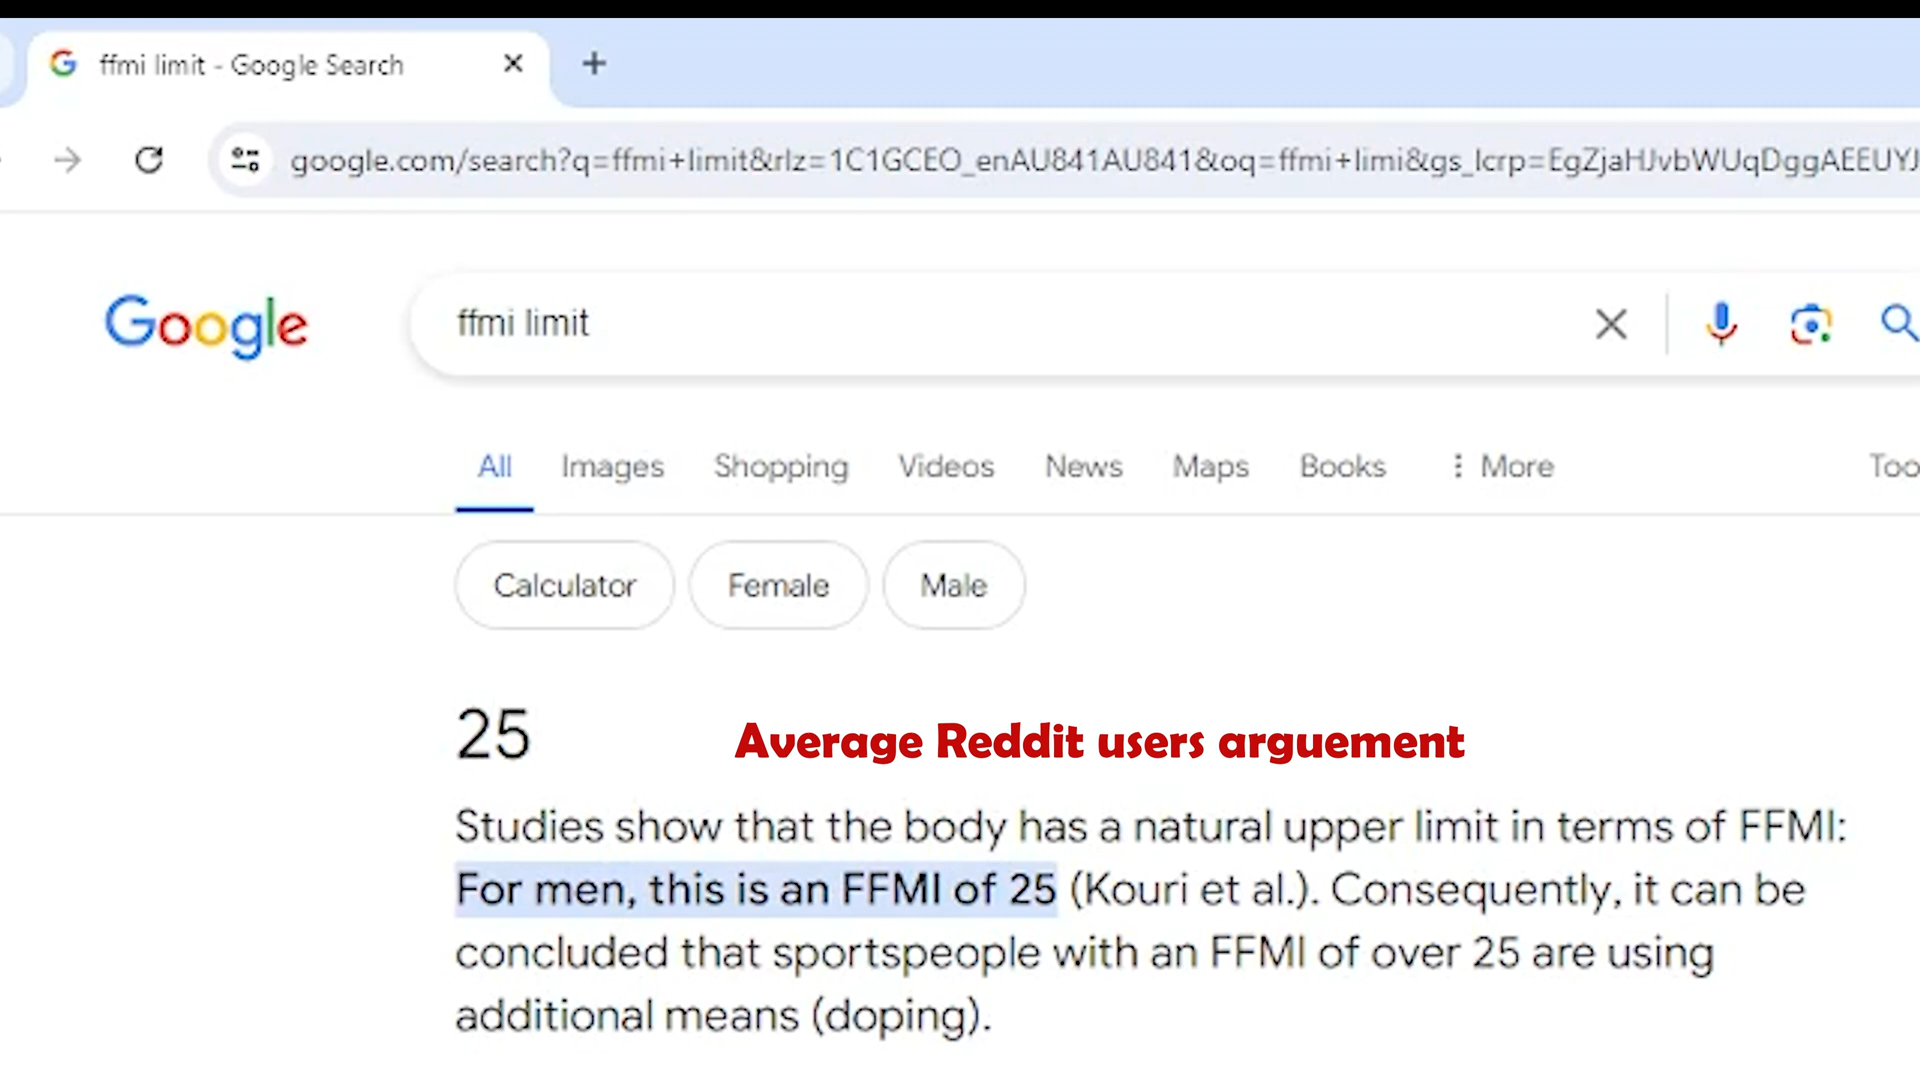 ffmi limit - Google Search
google.com/search?q=ffmi+limit&rlz=1C1GCEO_enAU841AU841&oq=ffmi+limi&gs_lcrp=EgZjaHJvbWUqDggAEEUYJ
Google
ffmi limit
All Images Shopping Videos News Maps Books More Too
Calculator Female Male
25
Average Reddit users arguement
Studies show that the body has a natural upper limit in terms of FFMI:
For men, this is an FFMI of 25 (Kouri et al.). Consequently, it can be
concluded that sportspeople with an FFMI of over 25 are using
additional means (doping).